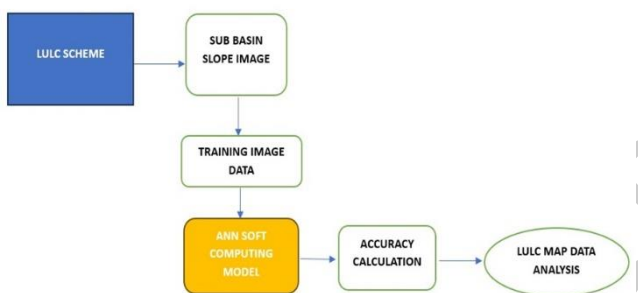 LULC SCHEME
SUB BASIN
SLOPE IMAGE
TRAINING IMAGE
DATA
ANN SOFT
COMPUTING
MODEL
ACCURACY
CALCULATION
LULC MAP DATA
ANALYSIS